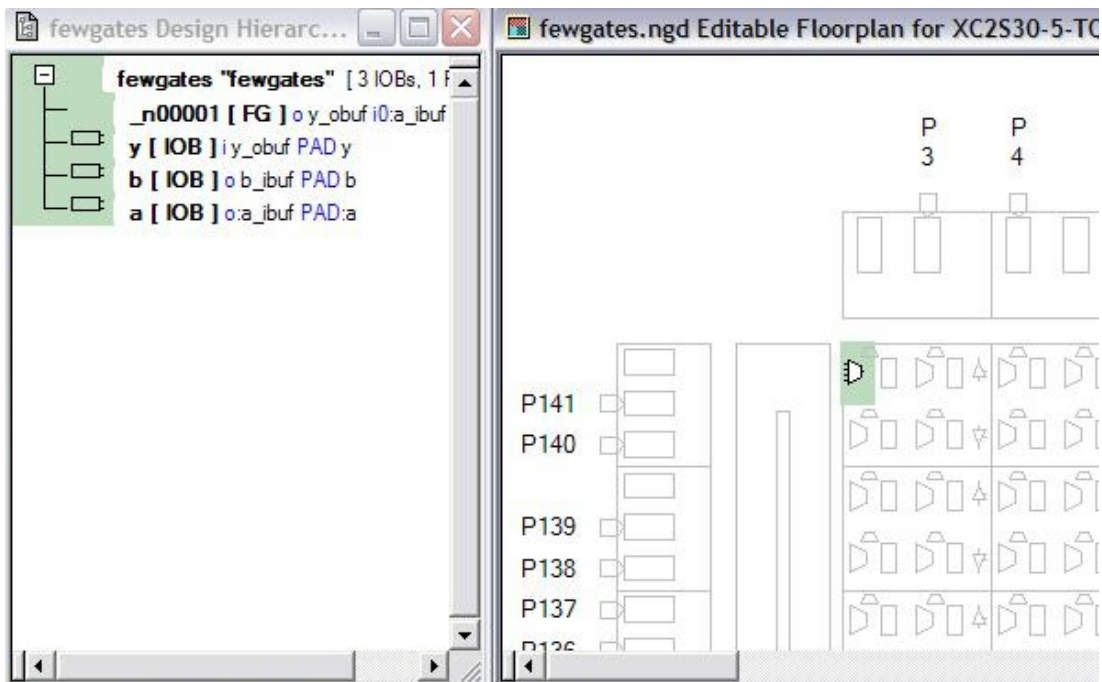 fewgates Design Hierarc...
fewgates "fewgates" [ 3 IOBs, 1 F
_n00001 [ FG ] o y_obuf i0:a_ibuf
y [ IOB ] i y_obuf PAD y
b [ IOB ] o b_ibuf PAD b
a [ IOB ] o:a_ibuf PAD:a
fewgates.ngd Editable Floorplan for XC2S30-5-TQ
P P
3 4
P141
P140
P139
P138
P137
P136